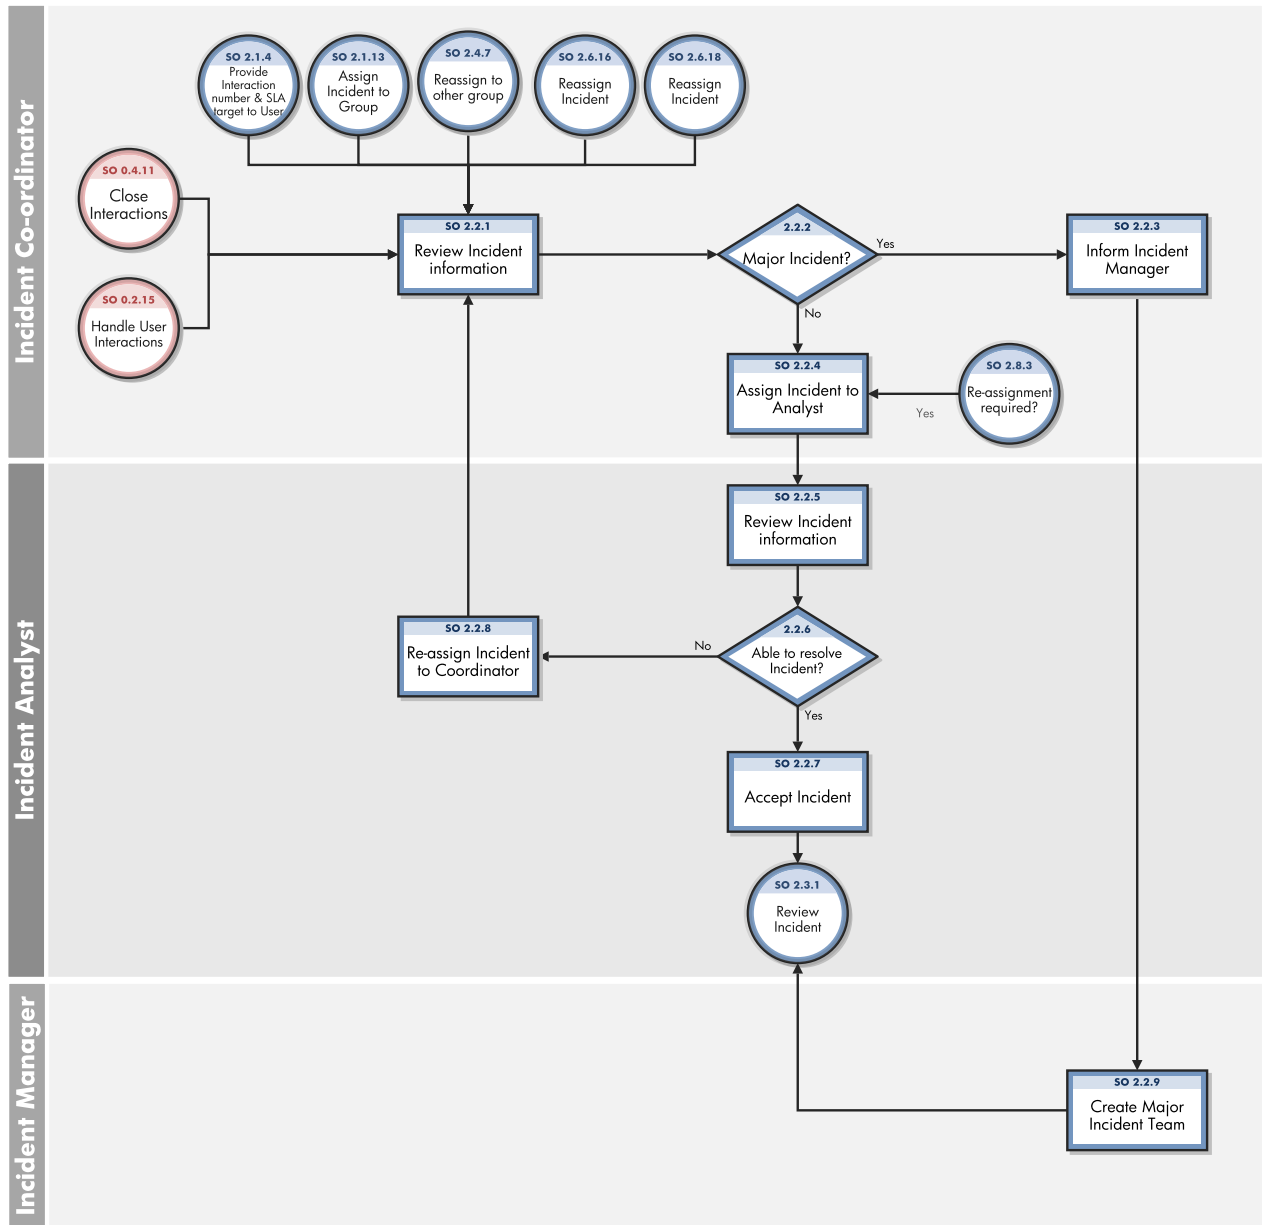 Incident Co-ordinator
SO 2.1.4
Provide
Interaction
number & SLA
target to User
SO 2.1.13
Assign
Incident to
Group
SO 2.4.7
Reassign to
other group
SO 2.6.16
Reassign
Incident
SO 2.6.18
Reassign
Incident
SO 0.4.11
Close
Interactions
SO 0.2.15
Handle User
Interactions
SO 2.2.1
Review Incident
information
2.2.2
Major Incident?
Yes
No
SO 2.2.3
Inform Incident
Manager
SO 2.2.4
Assign Incident to
Analyst
Yes
SO 2.8.3
Re-assignment
required?
Incident Analyst
SO 2.2.5
Review Incident
information
2.2.6
Able to resolve
Incident?
No
Yes
SO 2.2.8
Re-assign Incident
to Coordinator
SO 2.2.7
Accept Incident
SO 2.3.1
Review
Incident
Incident Manager
SO 2.2.9
Create Major
Incident Team